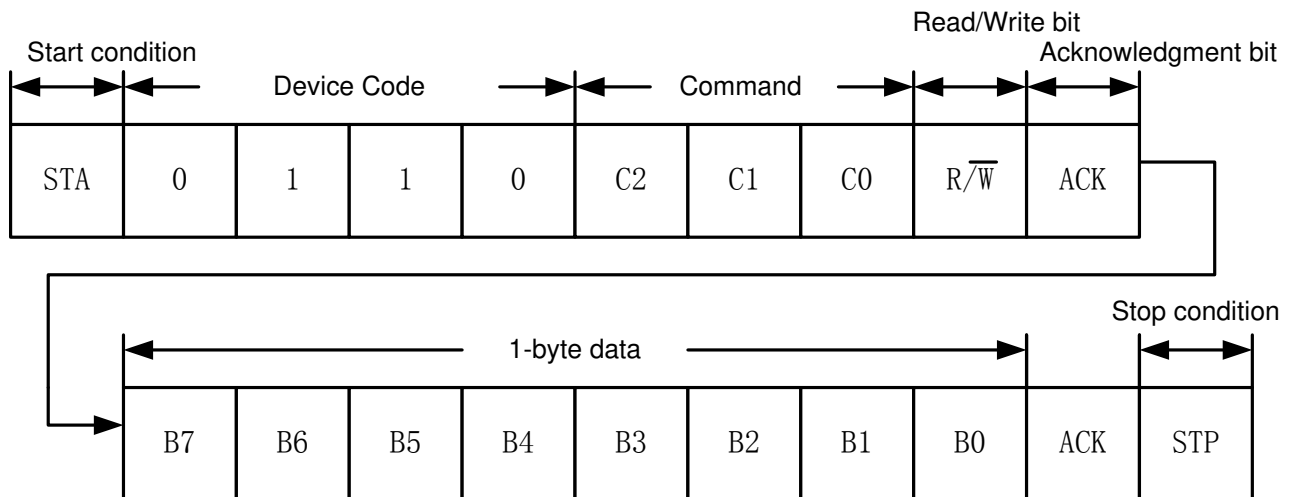 Read/Write bit
Start condition Acknowledgment bit
Device Code Command
STA 0 1 1 0 C2 C1 C0 R/W̅ ACK
Stop condition
1-byte data
B7 B6 B5 B4 B3 B2 B1 B0 ACK STP